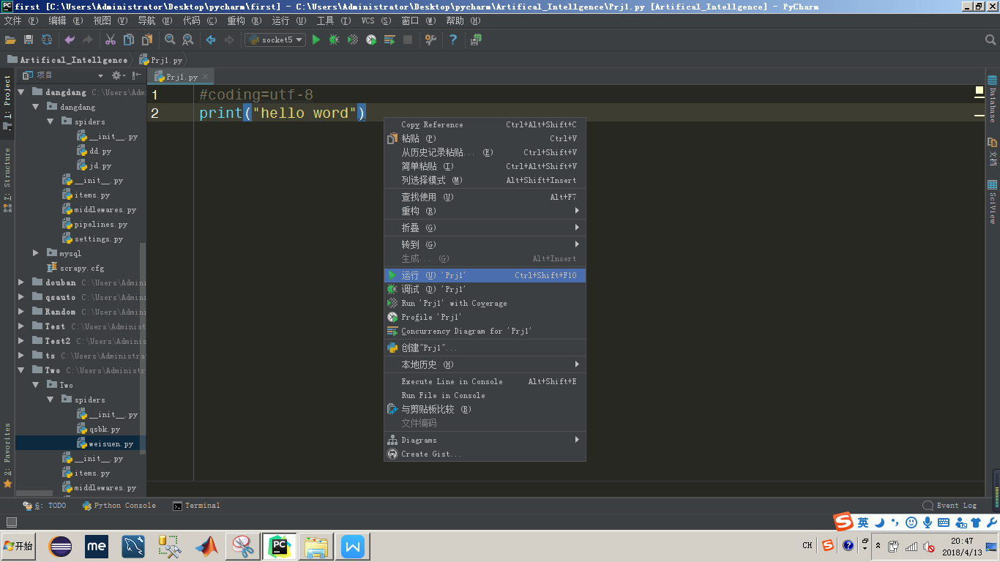 first [C:\Users\Administrator\Desktop\pycharm\first] - C:\Users\Administrator\Desktop\pycharm\Artifical_Intellgence\Prj1.py [Artifical_Intellgence] - PyCharm
文件 (F) 编辑 (E) 视图 (V) 导航 (N) 代码 (C) 重构 (R) 运行 (U) 工具 (T) VCS (S) 窗口 (W) 帮助 (H)
socket5
Artifical_Intellgence Prj1.py
1: Project
7: Structure
2: Favorites
项目
dangdang C:\Users\Adm
dangdang
spiders
__init__.py
dd.py
jd.py
__init__.py
items.py
middlewares.py
pipelines.py
settings.py
mysql
scrapy.cfg
douban C:\Users\Admini
qsauto C:\Users\Admini
Random C:\Users\Admini
Test C:\Users\Administ
Test2 C:\Users\Adminis
ts C:\Users\Administra
Two C:\Users\Administr
Two
spiders
__init__.py
qsbk.py
weisuen.py
__init__.py
items.py
middlewares.py
Prj1.py
1 #coding=utf-8
2 print("hello word")
Copy Reference Ctrl+Alt+Shift+C
粘贴 (P) Ctrl+V
从历史记录粘贴... (E) Ctrl+Shift+V
简单粘贴 (I) Ctrl+Alt+Shift+V
列选择模式 (M) Alt+Shift+Insert
查找使用 (U) Alt+F7
重构 (R)
折叠 (G)
转到 (G)
生成... (G) Alt+Insert
运行 (U) 'Prj1' Ctrl+Shift+F10
调试 (D) 'Prj1'
Run 'Prj1' with Coverage
Profile 'Prj1'
Concurrency Diagram for 'Prj1'
创建"Prj1"...
本地历史 (H)
Execute Line in Console Alt+Shift+E
Run File in Console
与剪贴板比较 (B)
文件编码
Diagrams
Create Gist...
Database
文档
SciView
6: TODO Python Console Terminal Event Log
英
开始
me
PC
CH
20:47
2018/4/13